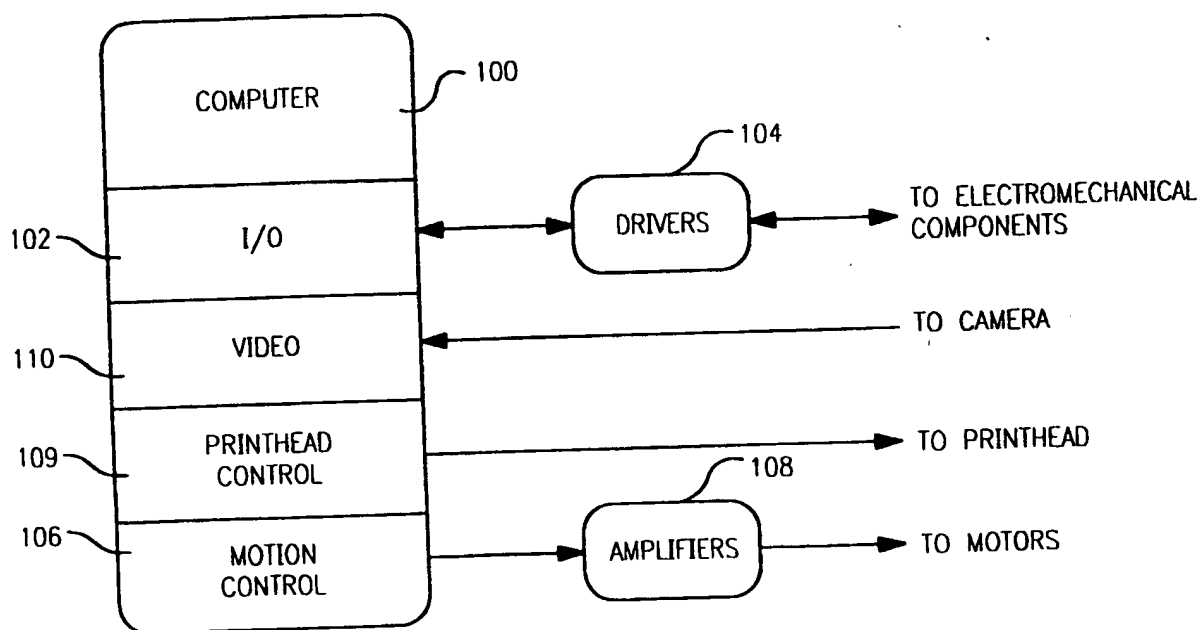 COMPUTER
100
104
102
I/O
DRIVERS
TO ELECTROMECHANICAL
COMPONENTS
110
VIDEO
TO CAMERA
109
PRINTHEAD
CONTROL
TO PRINTHEAD
108
106
MOTION
CONTROL
AMPLIFIERS
TO MOTORS